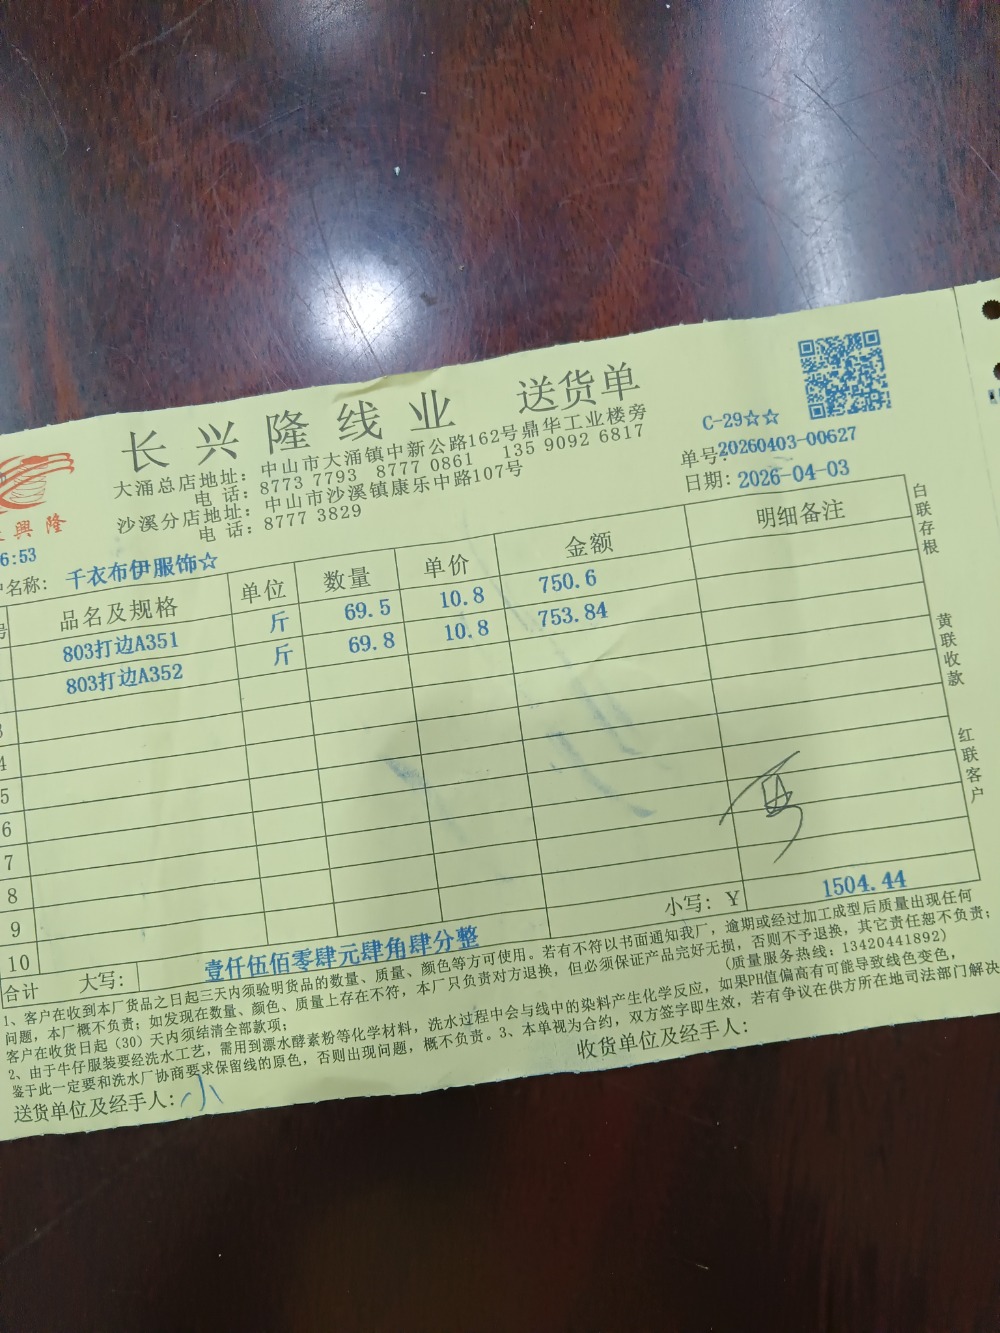 长兴隆线业 送货单
大涌总店地址：中山市大涌镇中新公路162号鼎华工业楼旁
电 话：8773 7793 8777 0861 135 9092 6817
沙溪分店地址：中山市沙溪镇康乐中路107号
电 话：8777 3829
C-29☆☆
单号：20260403-00627
日期：2026-04-03
興隆
6:53
名称：千衣布伊服饰☆
品名及规格 单位 数量 单价 金额 明细备注
803打边A351 斤 69.5 10.8 750.6
803打边A352 斤 69.8 10.8 753.84
3
4
5
6
7
8
9
10
合计 大写：壹仟伍佰零肆元肆角肆分整 小写：Y 1504.44
白联存根
黄联收款
红联客户
1、客户在收到本厂货品之日起三天内须验明货品的数量、质量、颜色等方可使用。若有不符以书面通知我厂，逾期或经过加工成型后质量出现任何
问题，本厂概不负责；如发现在数量、颜色、质量上存在不符，本厂只负责对方退换，但必须保证产品完好无损，否则不予退换，其它责任恕不负责；
客户在收货日起（30）天内须结清全部款项； （质量服务热线：13420441892）
2、由于牛仔服装要经洗水工艺，需用到漂水酵素粉等化学材料，洗水过程中会与线中的染料产生化学反应，如果PH值偏高有可能导致线色变色，
鉴于此一定要和洗水厂协商要求保留线的原色，否则出现问题，概不负责。3、本单视为合约，双方签字即生效，若有争议在供方所在地司法部门解决
送货单位及经手人：小 收货单位及经手人：